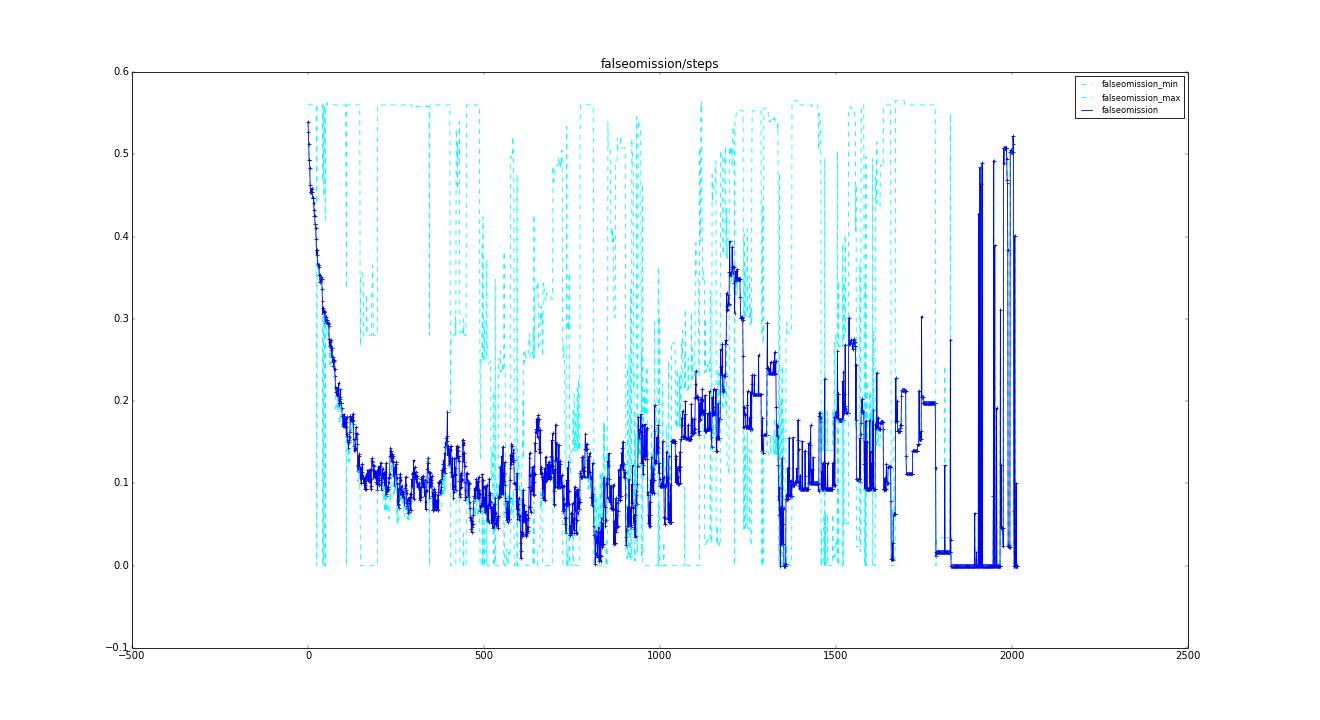 falseomission/steps
0.6
0.5
0.4
0.3
0.2
0.1
0.0
−0.1
falseomission_min
falseomission_max
falseomission
−500 0 500 1000 1500 2000 2500